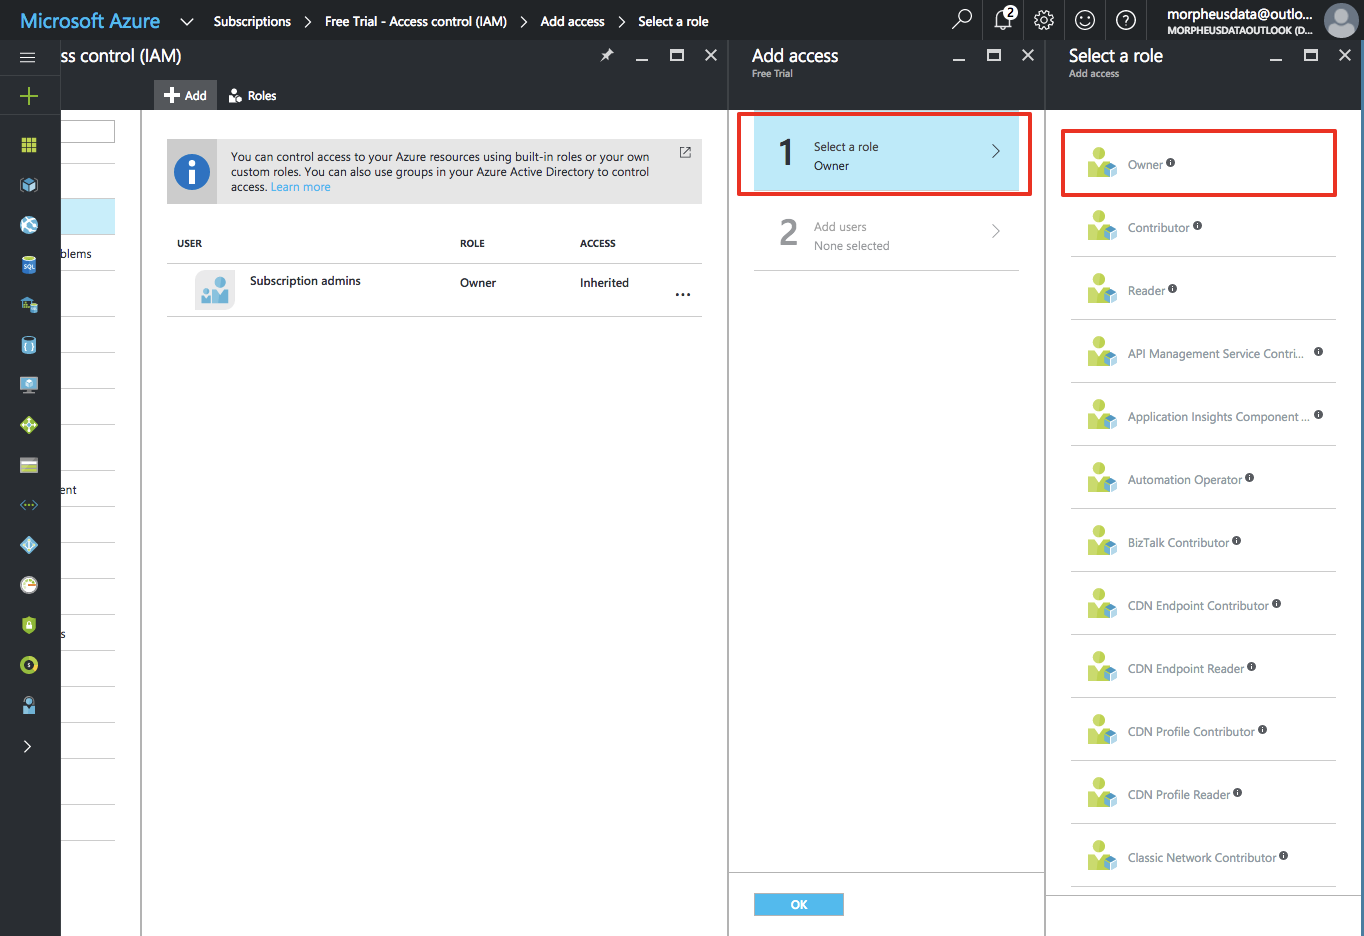 Microsoft Azure
Subscriptions
Free Trial - Access control (IAM)
Add access
Select a role
2
morpheusdata@outlo...
MORPHEUSDATAOUTLOOK (D...
ss control (IAM)
Add
Roles
blems
ent
s
You can control access to your Azure resources using built-in roles or your own
custom roles. You can also use groups in your Azure Active Directory to control
access. Learn more
USER ROLE ACCESS
Subscription admins Owner Inherited
...
Add access
Free Trial
1
Select a role
Owner
2
Add users
None selected
OK
Select a role
Add access
Owner
Contributor
Reader
API Management Service Contri...
Application Insights Component ...
Automation Operator
BizTalk Contributor
CDN Endpoint Contributor
CDN Endpoint Reader
CDN Profile Contributor
CDN Profile Reader
Classic Network Contributor
SQL